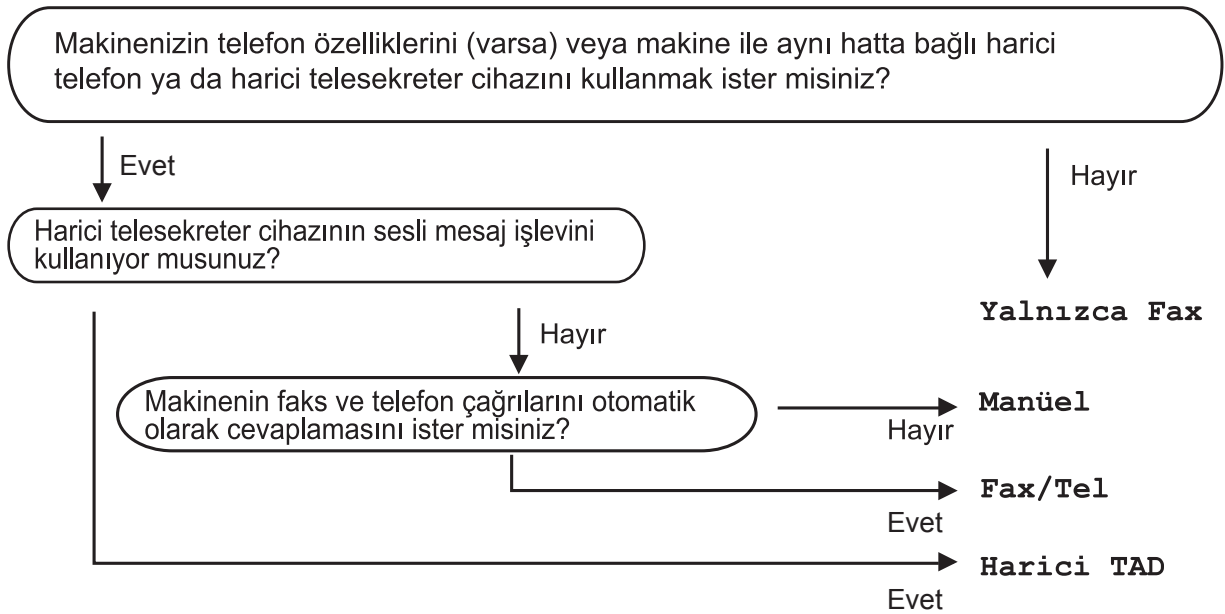 Makinenizin telefon özelliklerini (varsa) veya makine ile aynı hatta bağlı harici
telefon ya da harici telesekreter cihazını kullanmak ister misiniz?
Evet
Hayır
Harici telesekreter cihazının sesli mesaj işlevini
kullanıyor musunuz?
Yalnızca Fax
Hayır
Makinenin faks ve telefon çağrılarını otomatik
olarak cevaplamasını ister misiniz?
Manüel
Hayır
Fax/Tel
Evet
Harici TAD
Evet